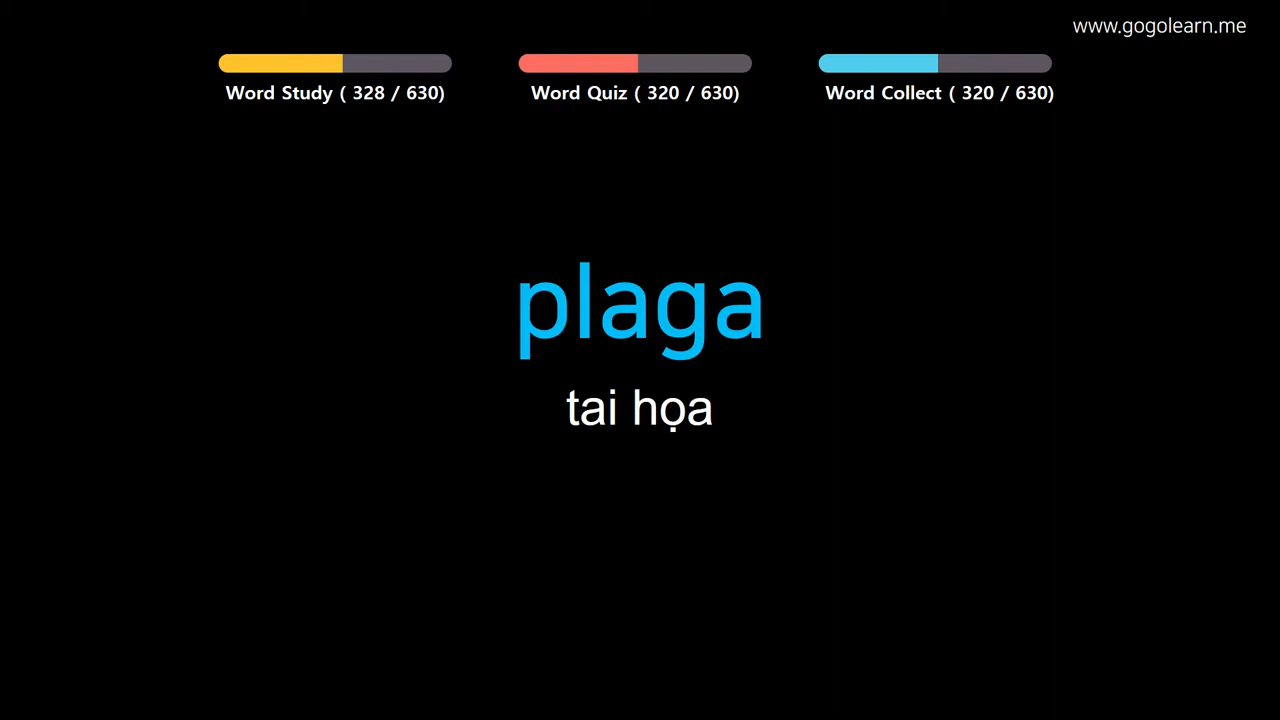 www.gogolearn.me
Word Study ( 328 / 630)
Word Quiz ( 320 / 630)
Word Collect ( 320 / 630)
plaga
tai họa